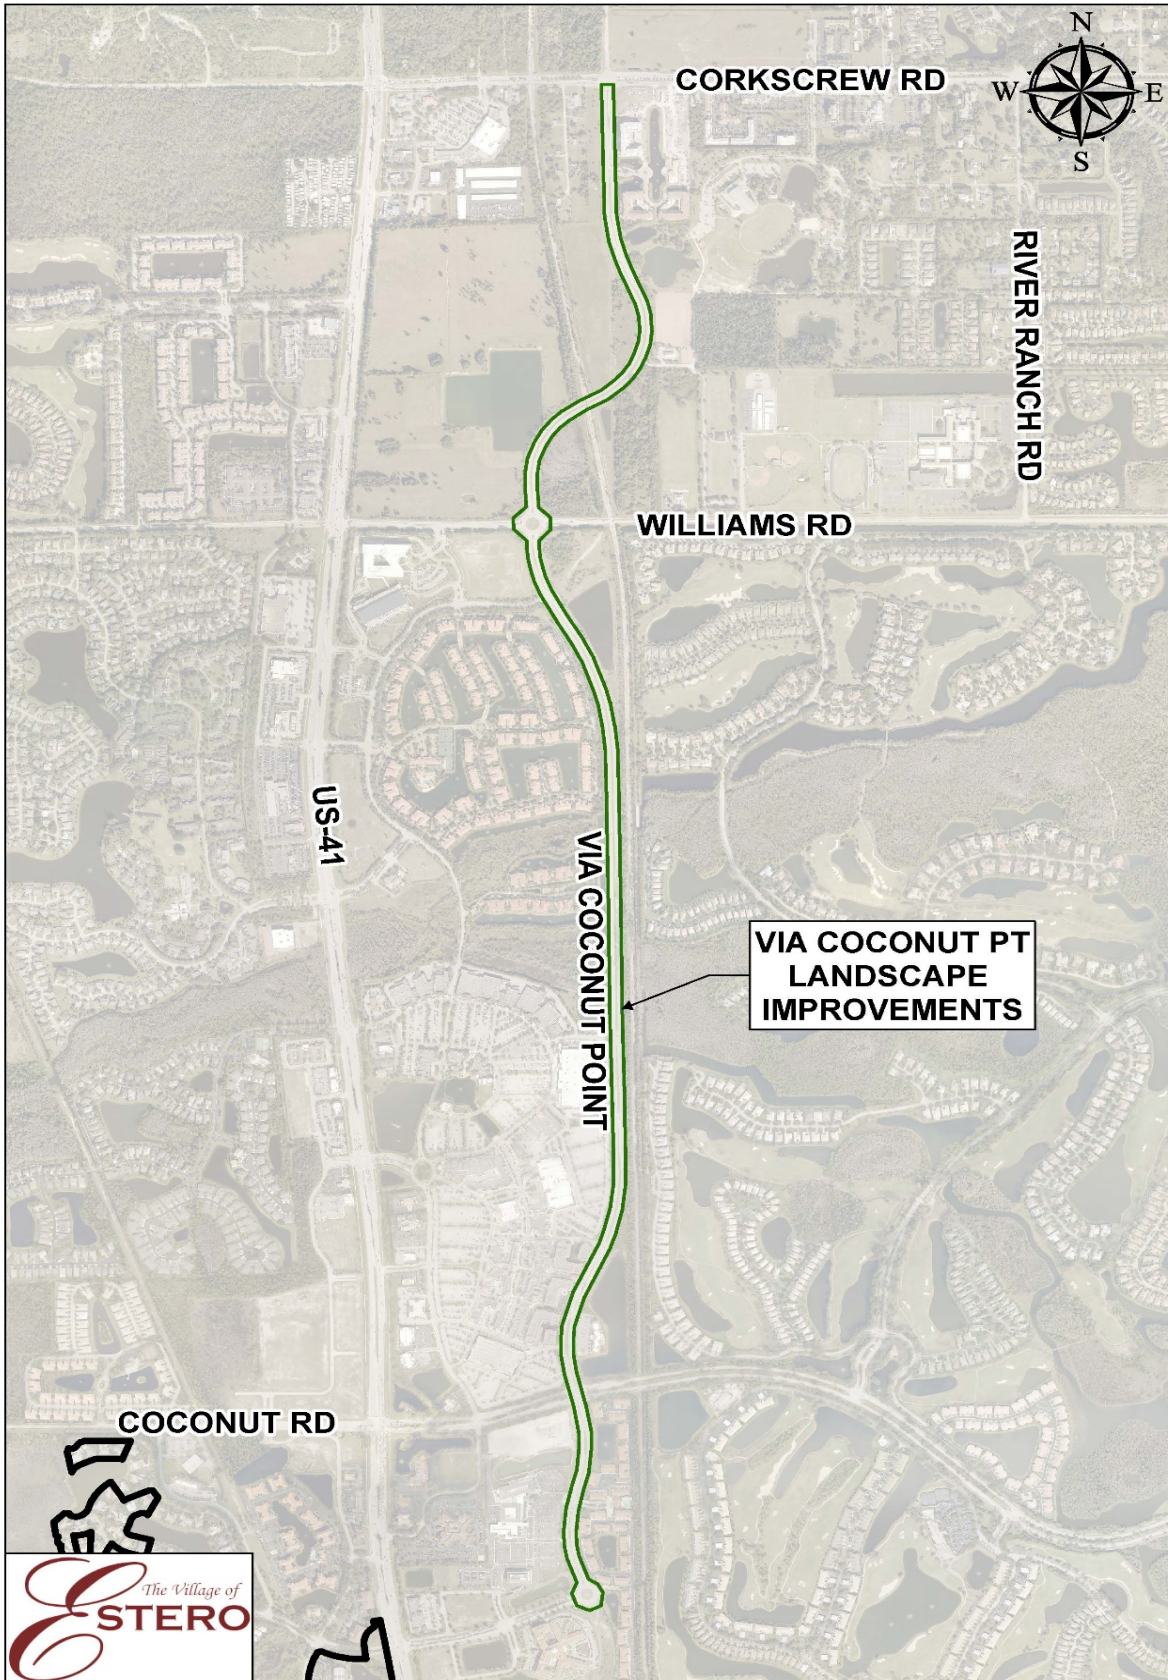 N
CORKSCREW RD
W
E
S
RIVER RANCH RD
WILLIAMS RD
US-41
VIA COCONUT POINT
VIA COCONUT PT
LANDSCAPE
IMPROVEMENTS
COCONUT RD
The Village of
ESTERO